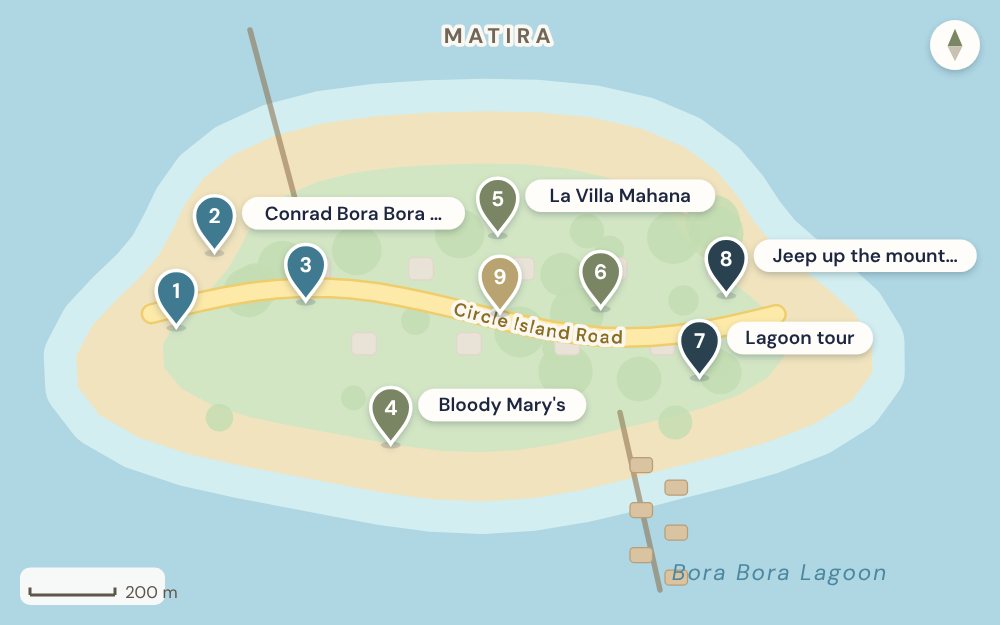 MATIRA
5
La Villa Mahana
2
Conrad Bora Bora ...
3
8
Jeep up the mount...
6
9
1
Circle Island Road
7
Lagoon tour
4
Bloody Mary's
Bora Bora Lagoon
200 m